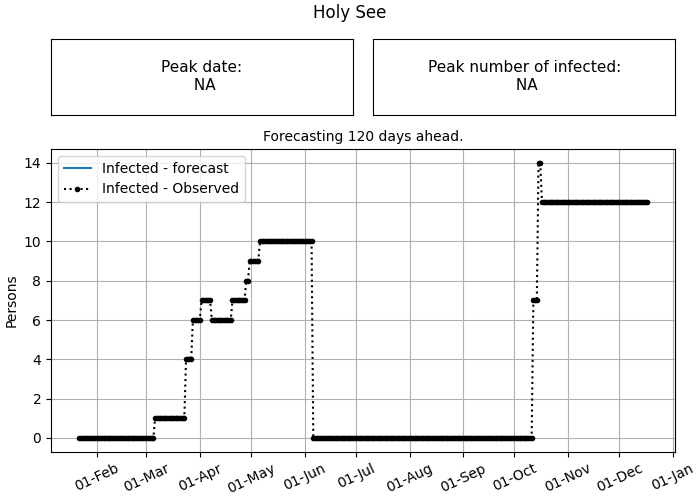 Holy See
Peak date:
NA
Peak number of infected:
NA
Forecasting 120 days ahead.
Infected - forecast
Infected - Observed
Persons
14
12
10
8
6
4
2
0
01-Feb
01-Mar
01-Apr
01-May
01-Jun
01-Jul
01-Aug
01-Sep
01-Oct
01-Nov
01-Dec
01-Jan